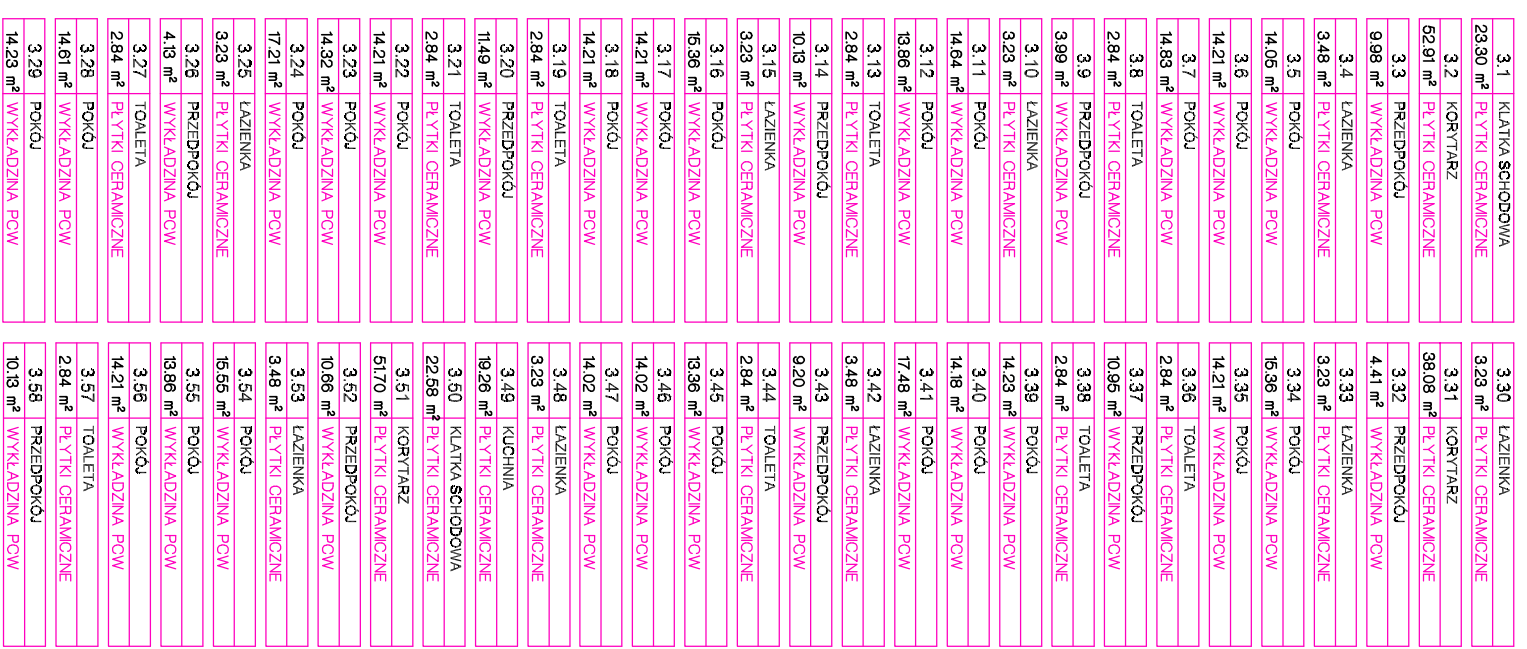 3.1 KLATKA SCHODOWA
23.30 m² PŁYTKI CERAMICZNE
3.2 KORYTARZ
52.91 m² PŁYTKI CERAMICZNE
3.3 PRZEDPOKÓJ
9.98 m² WYKŁADZINA PCW
3.4 ŁAZIENKA
3.48 m² PŁYTKI CERAMICZNE
3.5 POKÓJ
14.05 m² WYKŁADZINA PCW
3.6 POKÓJ
14.21 m² WYKŁADZINA PCW
3.7 POKÓJ
14.83 m² WYKŁADZINA PCW
3.8 TOALETA
2.84 m² PŁYTKI CERAMICZNE
3.9 PRZEDPOKÓJ
3.99 m² WYKŁADZINA PCW
3.10 ŁAZIENKA
3.23 m² PŁYTKI CERAMICZNE
3.11 POKÓJ
14.64 m² WYKŁADZINA PCW
3.12 POKÓJ
13.86 m² WYKŁADZINA PCW
3.13 TOALETA
2.84 m² PŁYTKI CERAMICZNE
3.14 PRZEDPOKÓJ
10.13 m² WYKŁADZINA PCW
3.15 ŁAZIENKA
3.23 m² PŁYTKI CERAMICZNE
3.16 POKÓJ
15.36 m² WYKŁADZINA PCW
3.17 POKÓJ
14.21 m² WYKŁADZINA PCW
3.18 POKÓJ
14.21 m² WYKŁADZINA PCW
3.19 TOALETA
2.84 m² PŁYTKI CERAMICZNE
3.20 PRZEDPOKÓJ
11.49 m² WYKŁADZINA PCW
3.21 TOALETA
2.84 m² PŁYTKI CERAMICZNE
3.22 POKÓJ
14.21 m² WYKŁADZINA PCW
3.23 POKÓJ
14.32 m² WYKŁADZINA PCW
3.24 POKÓJ
17.21 m² WYKŁADZINA PCW
3.25 ŁAZIENKA
3.23 m² PŁYTKI CERAMICZNE
3.26 PRZEDPOKÓJ
4.13 m² WYKŁADZINA PCW
3.27 TOALETA
2.84 m² PŁYTKI CERAMICZNE
3.28 POKÓJ
14.61 m² WYKŁADZINA PCW
3.29 POKÓJ
14.23 m² WYKŁADZINA PCW
3.30 ŁAZIENKA
3.23 m² PŁYTKI CERAMICZNE
3.31 KORYTARZ
38.08 m² PŁYTKI CERAMICZNE
3.32 PRZEDPOKÓJ
4.41 m² WYKŁADZINA PCW
3.33 ŁAZIENKA
3.23 m² PŁYTKI CERAMICZNE
3.34 POKÓJ
15.36 m² WYKŁADZINA PCW
3.35 POKÓJ
14.21 m² WYKŁADZINA PCW
3.36 TOALETA
2.84 m² PŁYTKI CERAMICZNE
3.37 PRZEDPOKÓJ
10.95 m² WYKŁADZINA PCW
3.38 TOALETA
2.84 m² PŁYTKI CERAMICZNE
3.39 POKÓJ
14.23 m² WYKŁADZINA PCW
3.40 POKÓJ
14.18 m² WYKŁADZINA PCW
3.41 POKÓJ
17.48 m² WYKŁADZINA PCW
3.42 ŁAZIENKA
3.48 m² PŁYTKI CERAMICZNE
3.43 PRZEDPOKÓJ
9.20 m² WYKŁADZINA PCW
3.44 TOALETA
2.84 m² PŁYTKI CERAMICZNE
3.45 POKÓJ
13.36 m² WYKŁADZINA PCW
3.46 POKÓJ
14.02 m² WYKŁADZINA PCW
3.47 POKÓJ
14.02 m² WYKŁADZINA PCW
3.48 ŁAZIENKA
3.23 m² PŁYTKI CERAMICZNE
3.49 KUCHNIA
19.26 m² PŁYTKI CERAMICZNE
3.50 KLATKA SCHODOWA
22.58 m² PŁYTKI CERAMICZNE
3.51 KORYTARZ
51.70 m² PŁYTKI CERAMICZNE
3.52 PRZEDPOKÓJ
10.66 m² WYKŁADZINA PCW
3.53 ŁAZIENKA
3.48 m² PŁYTKI CERAMICZNE
3.54 POKÓJ
15.55 m² WYKŁADZINA PCW
3.55 POKÓJ
13.86 m² WYKŁADZINA PCW
3.56 POKÓJ
14.21 m² WYKŁADZINA PCW
3.57 TOALETA
2.84 m² PŁYTKI CERAMICZNE
3.58 PRZEDPOKÓJ
10.13 m² WYKŁADZINA PCW